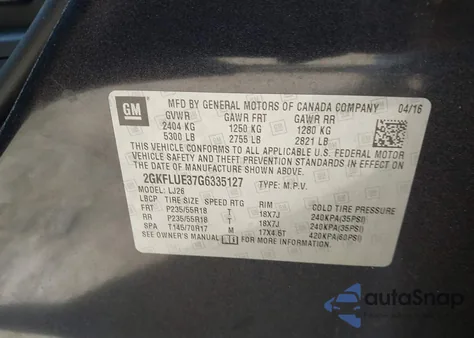 GM
MFD BY GENERAL MOTORS OF CANADA COMPANY 04/16
GVWR GAWR FRT GAWR RR
2404 KG 1250 KG 1280 KG
5300 LB 2755 LB 2821 LB
THIS VEHICLE CONFORMS TO ALL APPLICABLE U.S. FEDERAL
MOTOR VEHICLE SAFETY AND THEFT PREVENTION
STANDARDS IN EFFECT ON THE DATE OF MANUFACTURE SHOWN ABOVE.
2GKFLUE37G6335127 TYPE: M.P.V.
MODEL: LJ26
LBCP TIRE SIZE SPEED RTG RIM COLD TIRE PRESSURE
FRT P235/55R18 T 18X7J 240KPA(35PSI)
RR P235/55R18 T 18X7J 240KPA(35PSI)
SPA T145/70R17 M 17X4.5T 420KPA(60PSI)
SEE OWNER'S MANUAL FOR MORE INFORMATION.
autoSnap